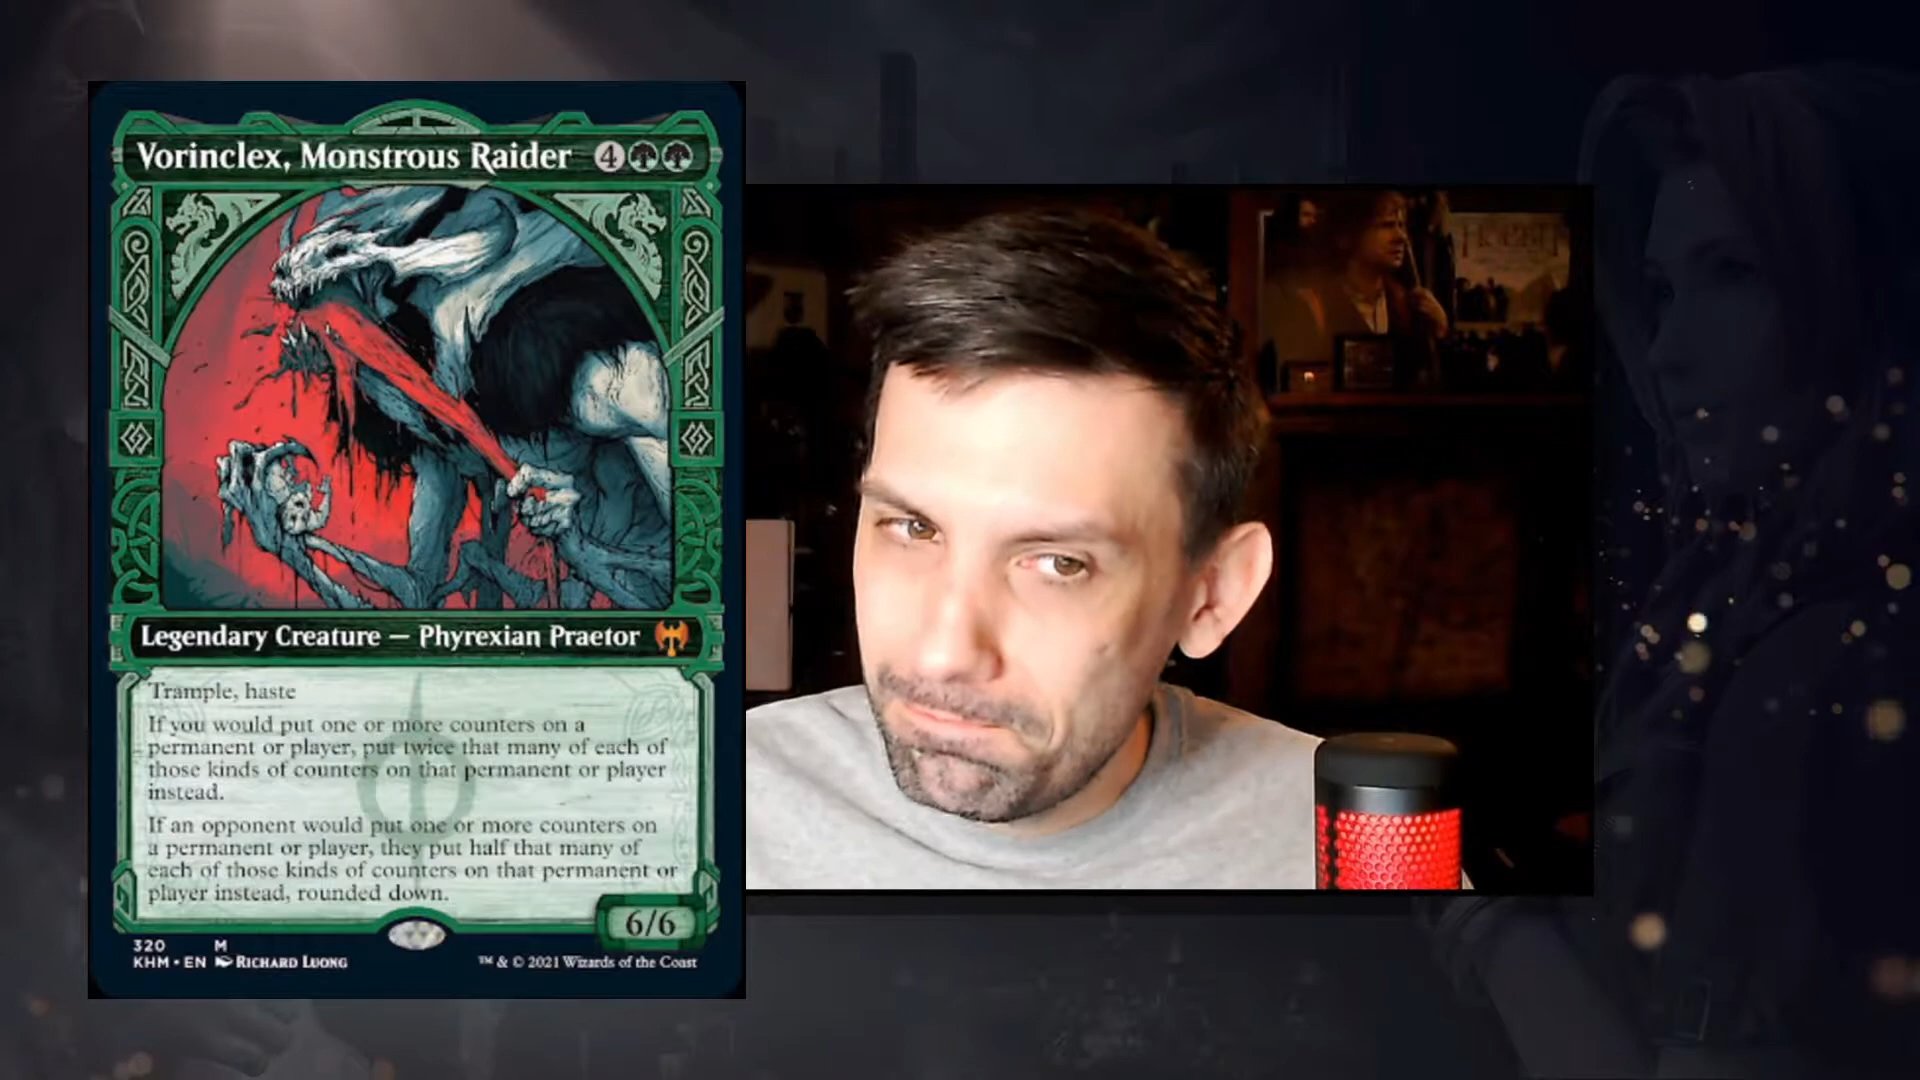 Vorinclex, Monstrous Raider 4
Legendary Creature — Phyrexian Praetor
Trample, haste
If you would put one or more counters on a
permanent or player, put twice that many of each of
those kinds of counters on that permanent or player
instead.
If an opponent would put one or more counters on
a permanent or player, they put half that many of
each of those kinds of counters on that permanent or
player instead, rounded down.
6/6
320 M
KHM • EN Richard Luong
™ & © 2021 Wizards of the Coast
HOBBIT